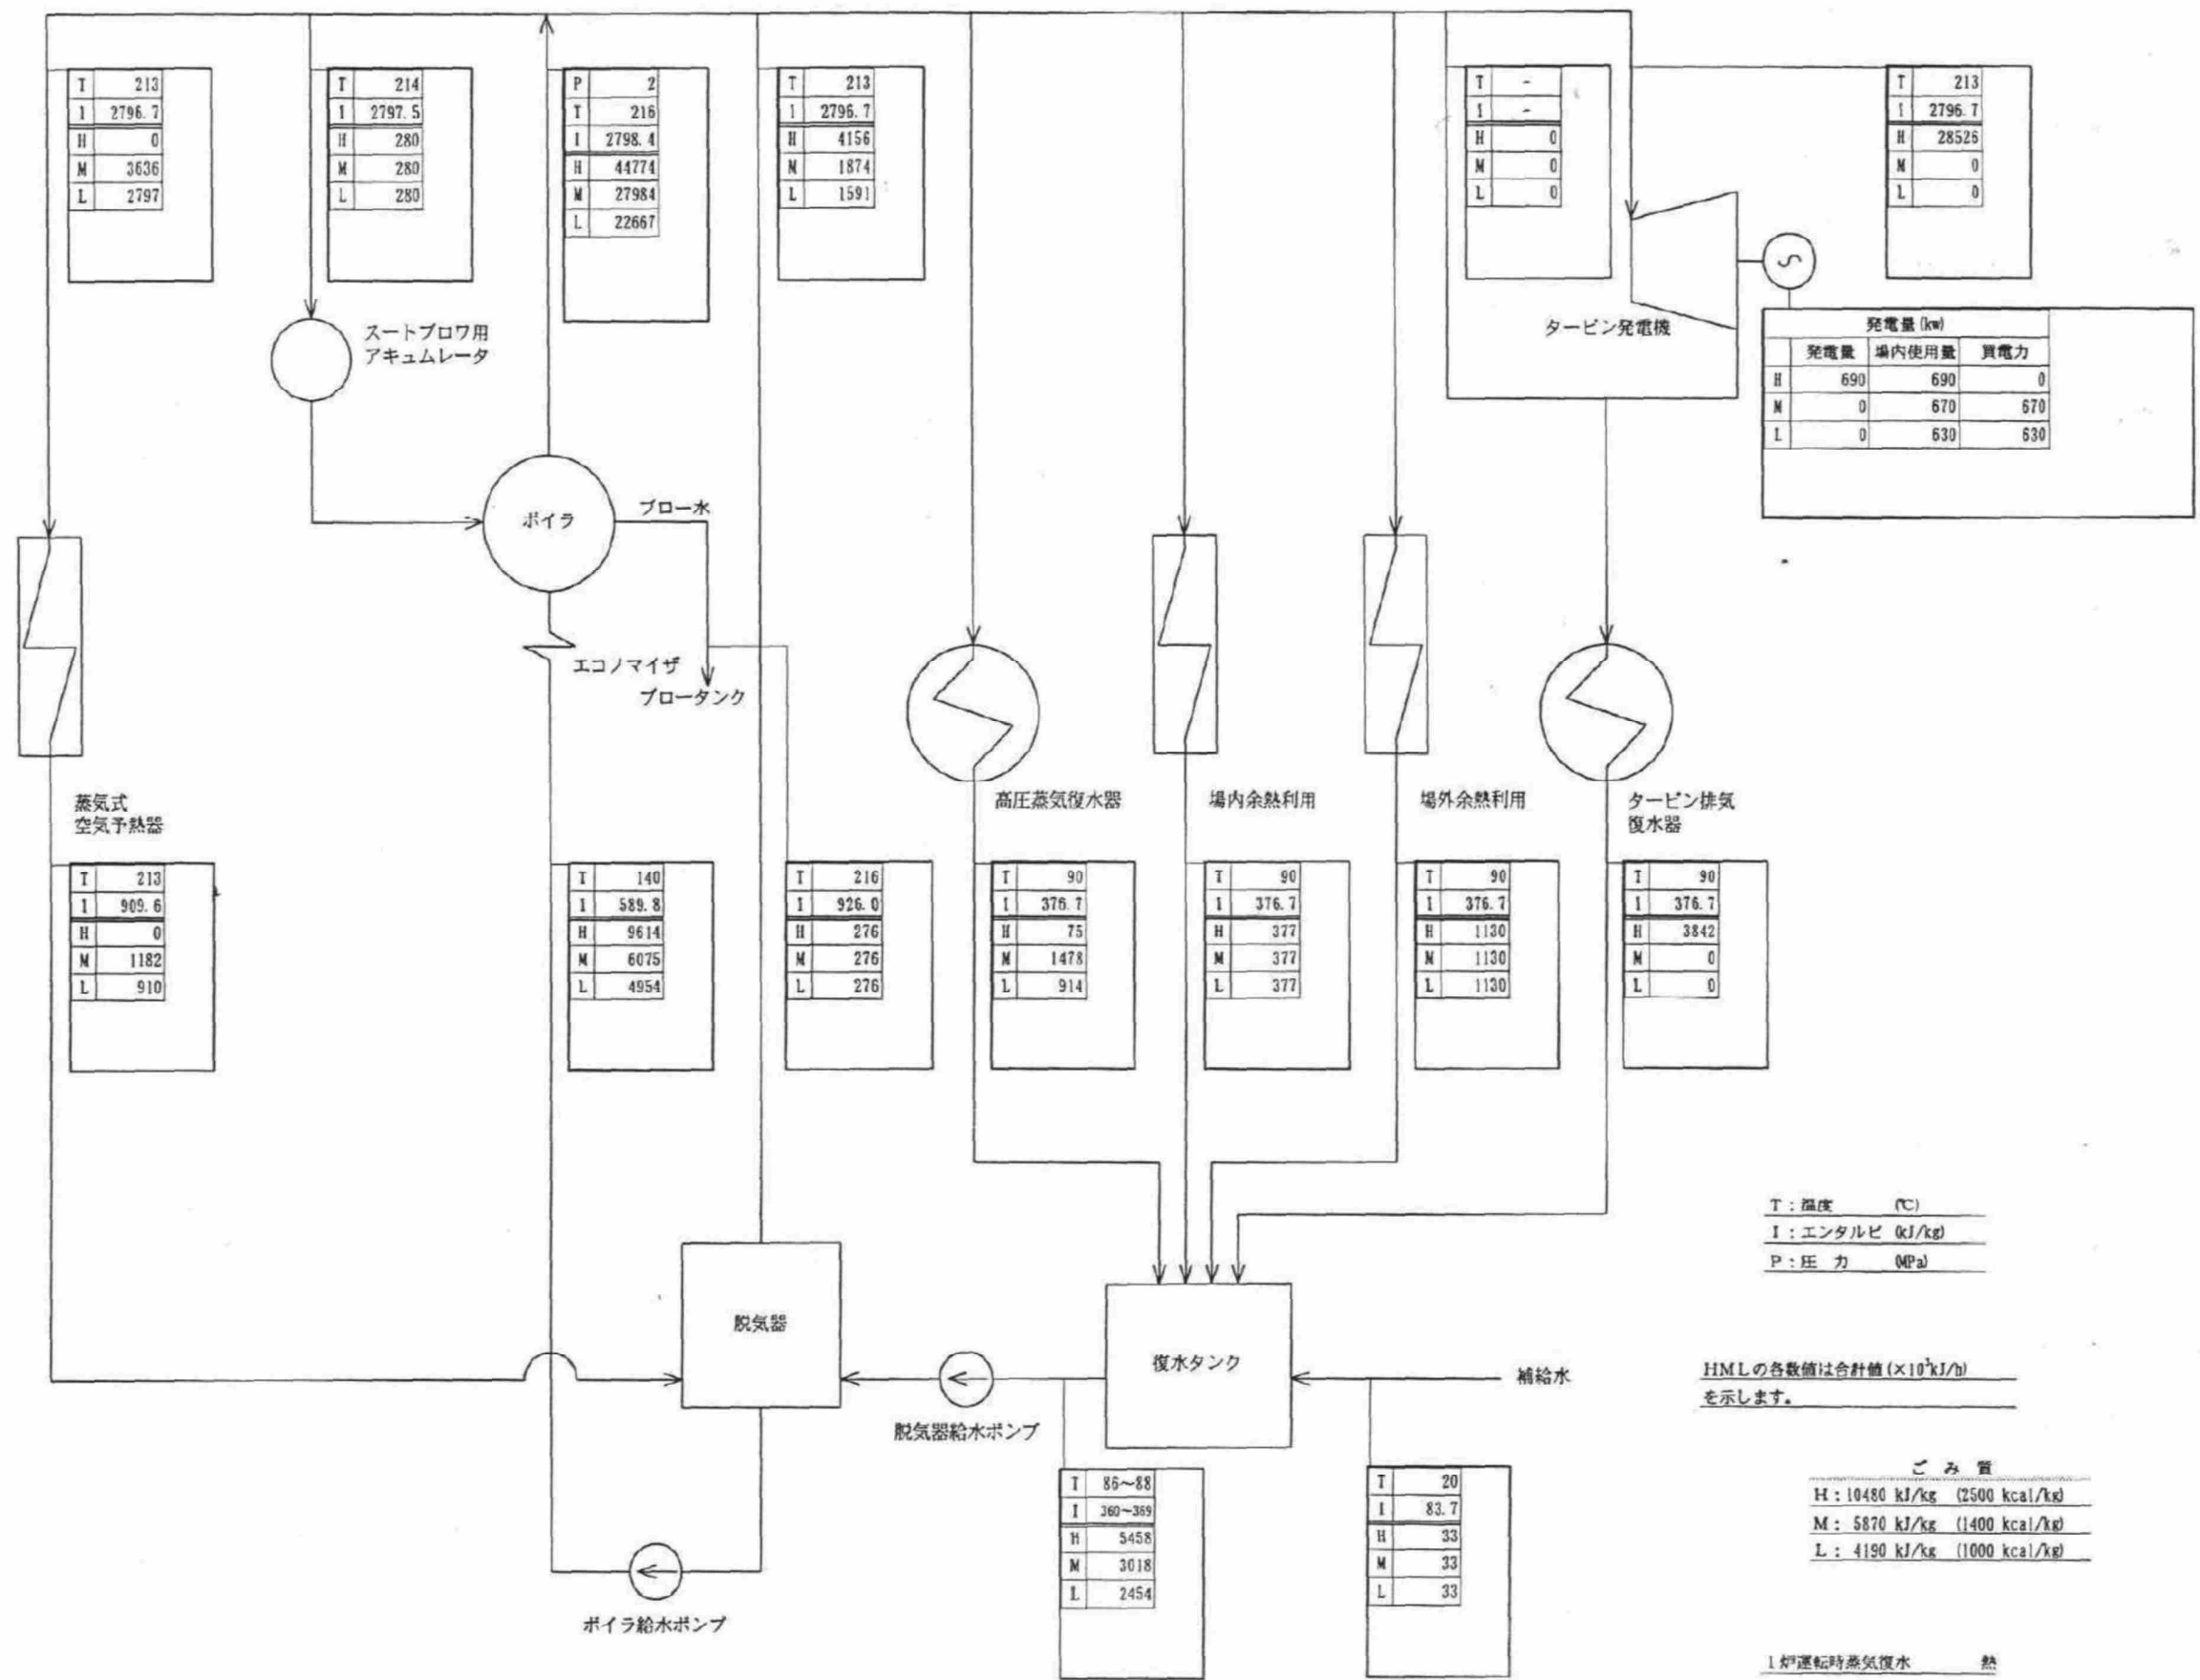 T 213
I 2796.7
H 0
M 3636
L 2797
T 214
I 2797.5
H 280
M 280
L 280
P 2
T 216
I 2798.4
H 44774
M 27984
L 22667
T 213
I 2796.7
H 4156
M 1874
L 1591
T -
I -
H 0
M 0
L 0
T 213
I 2796.7
H 28526
M 0
L 0
スートブロワ用
アキュムレータ
タービン発電機
発電量(kw)
発電量 場内使用量 買電力
H 690 690 0
M 0 670 670
L 0 630 630
ボイラ
ブロー水
エコノマイザ
ブロータンク
蒸気式
空気予熱器
高圧蒸気復水器
場内余熱利用
場外余熱利用
タービン排気
復水器
T 213
I 909.6
H 0
M 1182
L 910
T 140
I 589.8
H 9614
M 6075
L 4954
T 216
I 926.0
H 276
M 276
L 276
T 90
I 376.7
H 75
M 1478
L 914
T 90
I 376.7
H 377
M 377
L 377
T 90
I 376.7
H 1130
M 1130
L 1130
T 90
I 376.7
H 3842
M 0
L 0
T:温度 (℃)
I:エンタルピ (kJ/kg)
P:圧 力 (MPa)
脱気器
復水タンク
補給水
脱気器給水ポンプ
HMLの各数値は合計値(×10³kJ/h)
を示します。
T 86~88
I 360~369
H 5458
M 3018
L 2454
T 20
I 83.7
H 33
M 33
L 33
ごみ質
H:10480 kJ/kg (2500 kcal/kg)
M: 5870 kJ/kg (1400 kcal/kg)
L: 4190 kJ/kg (1000 kcal/kg)
ボイラ給水ポンプ
1炉運転時蒸気復水 熱